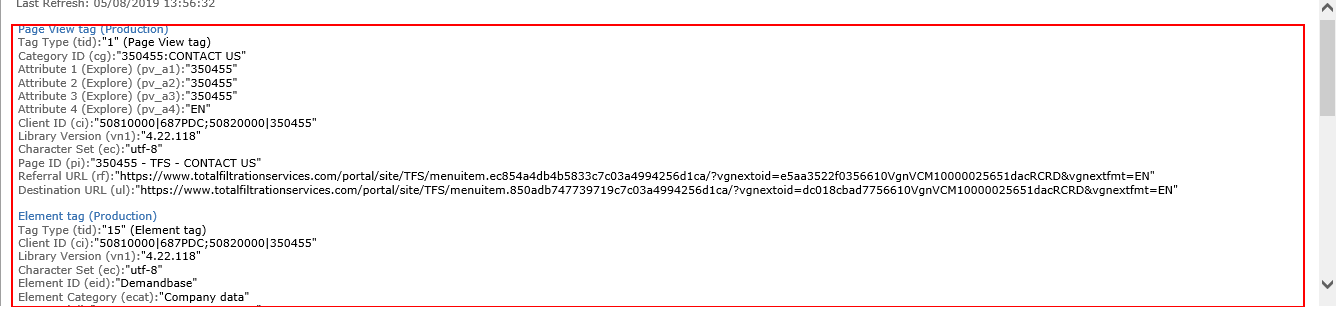 Last Refresh: 05/08/2019 13:56:32
Page View tag (Production)
Tag Type (tid):"1" (Page View tag)
Category ID (cg):"350455:CONTACT US"
Attribute 1 (Explore) (pv_a1):"350455"
Attribute 2 (Explore) (pv_a2):"350455"
Attribute 3 (Explore) (pv_a3):"350455"
Attribute 4 (Explore) (pv_a4):"EN"
Client ID (ci):"50810000|687PDC;50820000|350455"
Library Version (vn1):"4.22.118"
Character Set (ec):"utf-8"
Page ID (pi):"350455 - TFS - CONTACT US"
Referral URL (rf):"https://www.totalfiltrationservices.com/portal/site/TFS/menuitem.ec854a4db4b5833c7c03a4994256d1ca/?vgnextoid=e5aa3522f0356610VgnVCM10000025651dacRCRD&vgnextfmt=EN"
Destination URL (ul):"https://www.totalfiltrationservices.com/portal/site/TFS/menuitem.850adb747739719c7c03a4994256d1ca/?vgnextoid=dc018cbad7756610VgnVCM10000025651dacRCRD&vgnextfmt=EN"
Element tag (Production)
Tag Type (tid):"15" (Element tag)
Client ID (ci):"50810000|687PDC;50820000|350455"
Library Version (vn1):"4.22.118"
Character Set (ec):"utf-8"
Element ID (eid):"Demandbase"
Element Category (ecat):"Company data"